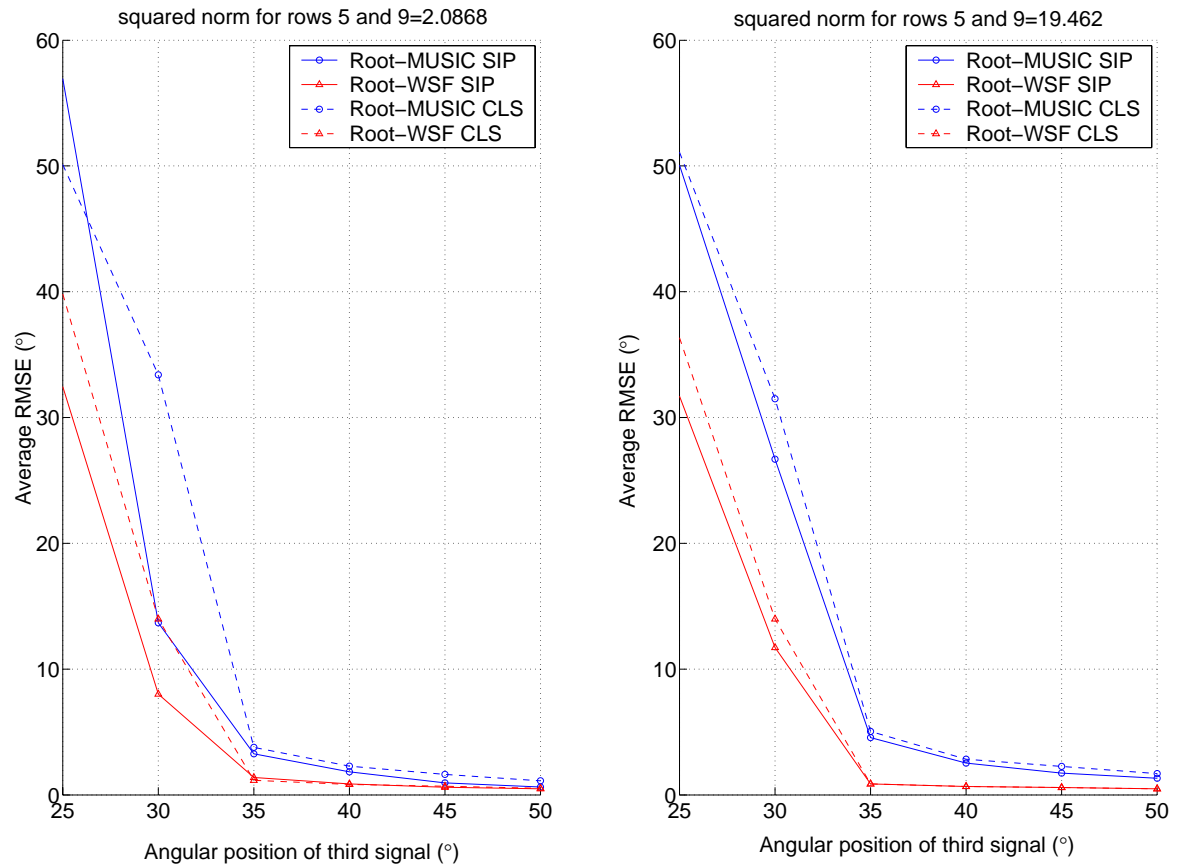 squared norm for rows 5 and 9=2.0868
60
50
40
30
20
10
0
Average RMSE (°)
25 30 35 40 45 50
Angular position of third signal (°)
Root−MUSIC SIP
Root−WSF SIP
Root−MUSIC CLS
Root−WSF CLS
squared norm for rows 5 and 9=19.462
60
50
40
30
20
10
0
Average RMSE (°)
25 30 35 40 45 50
Angular position of third signal (°)
Root−MUSIC SIP
Root−WSF SIP
Root−MUSIC CLS
Root−WSF CLS